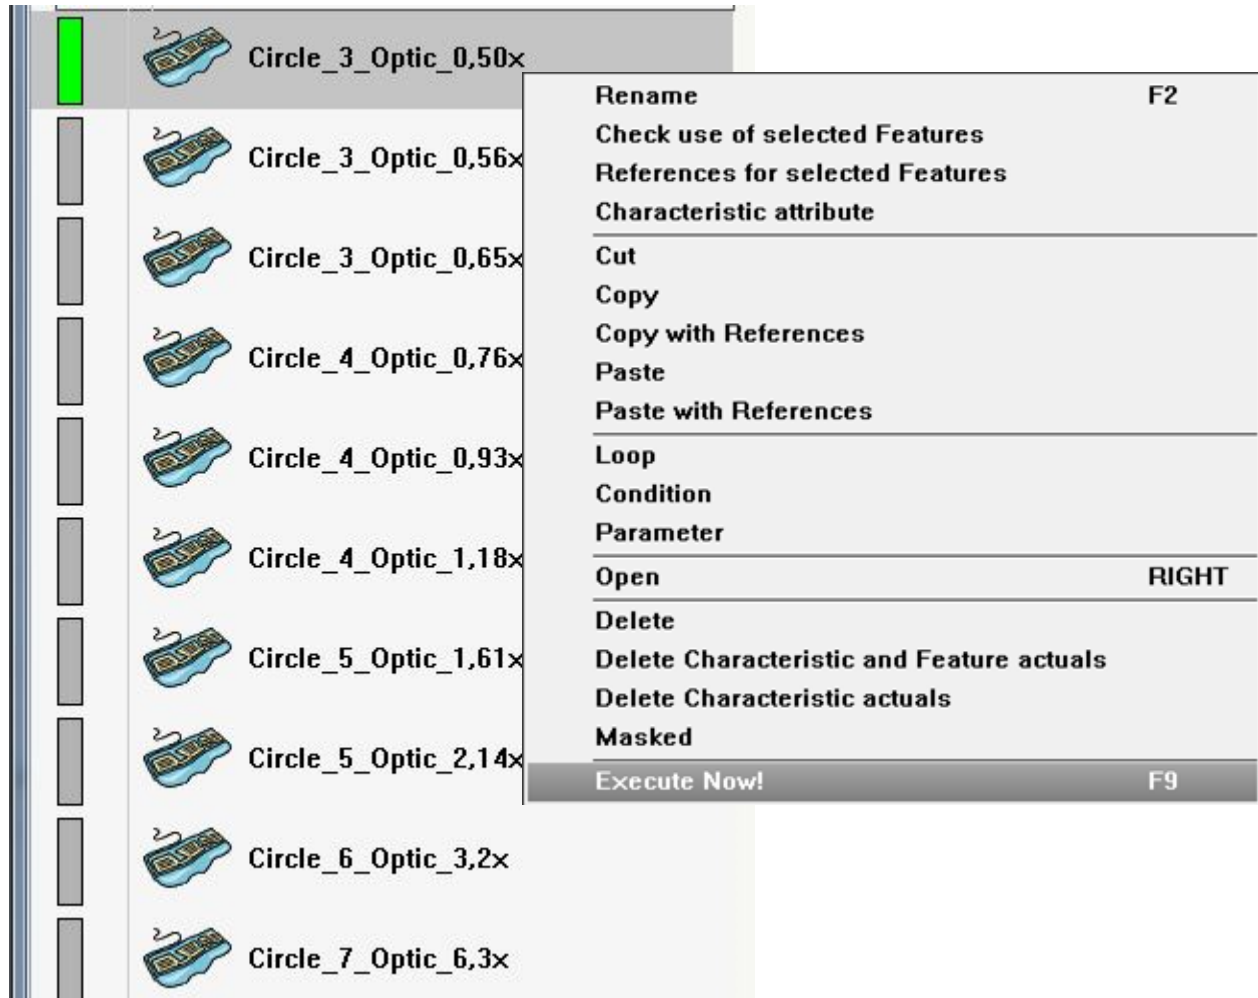 Circle_3_Optic_0,50x
Rename F2
Check use of selected Features
Circle_3_Optic_0,56x
References for selected Features
Characteristic attribute
Circle_3_Optic_0,65x
Cut
Copy
Copy with References
Circle_4_Optic_0,76x
Paste
Paste with References
Circle_4_Optic_0,93x
Loop
Condition
Parameter
Circle_4_Optic_1,18x
Open RIGHT
Delete
Circle_5_Optic_1,61x
Delete Characteristic and Feature actuals
Delete Characteristic actuals
Masked
Circle_5_Optic_2,14x
Execute Now! F9
Circle_6_Optic_3,2x
Circle_7_Optic_6,3x